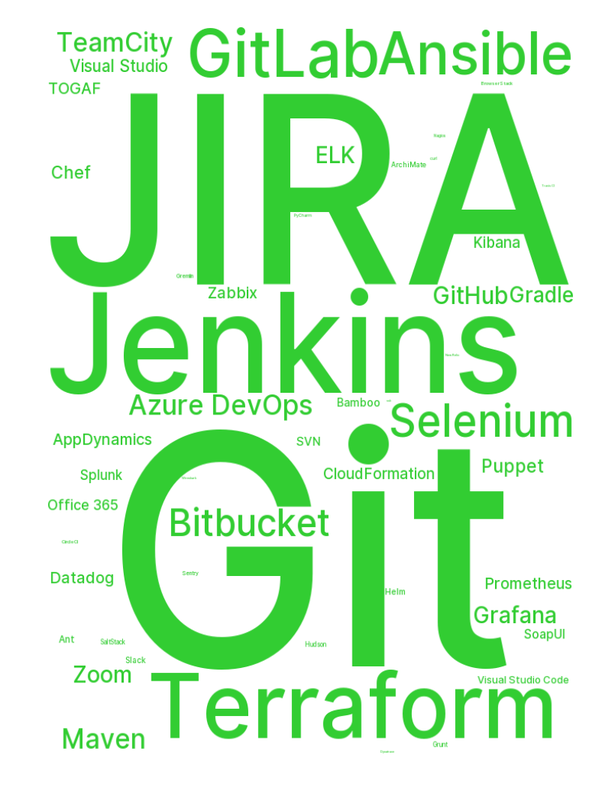 TeamCity
GitLab
Ansible
Visual Studio
TOGAF
JIRA
ELK
ArchiMate
Chef
Kibana
PyCharm
Zabbix
GitHub
Gradle
Jenkins
Azure DevOps
Bamboo
Selenium
AppDynamics
SVN
Git
Splunk
CloudFormation
Puppet
Office 365
Bitbucket
Datadog
Sentry
Helm
Prometheus
Grafana
SoapUI
Ant
SaltStack
Hudson
Slack
Zoom
Terraform
Visual Studio Code
Maven
Grunt